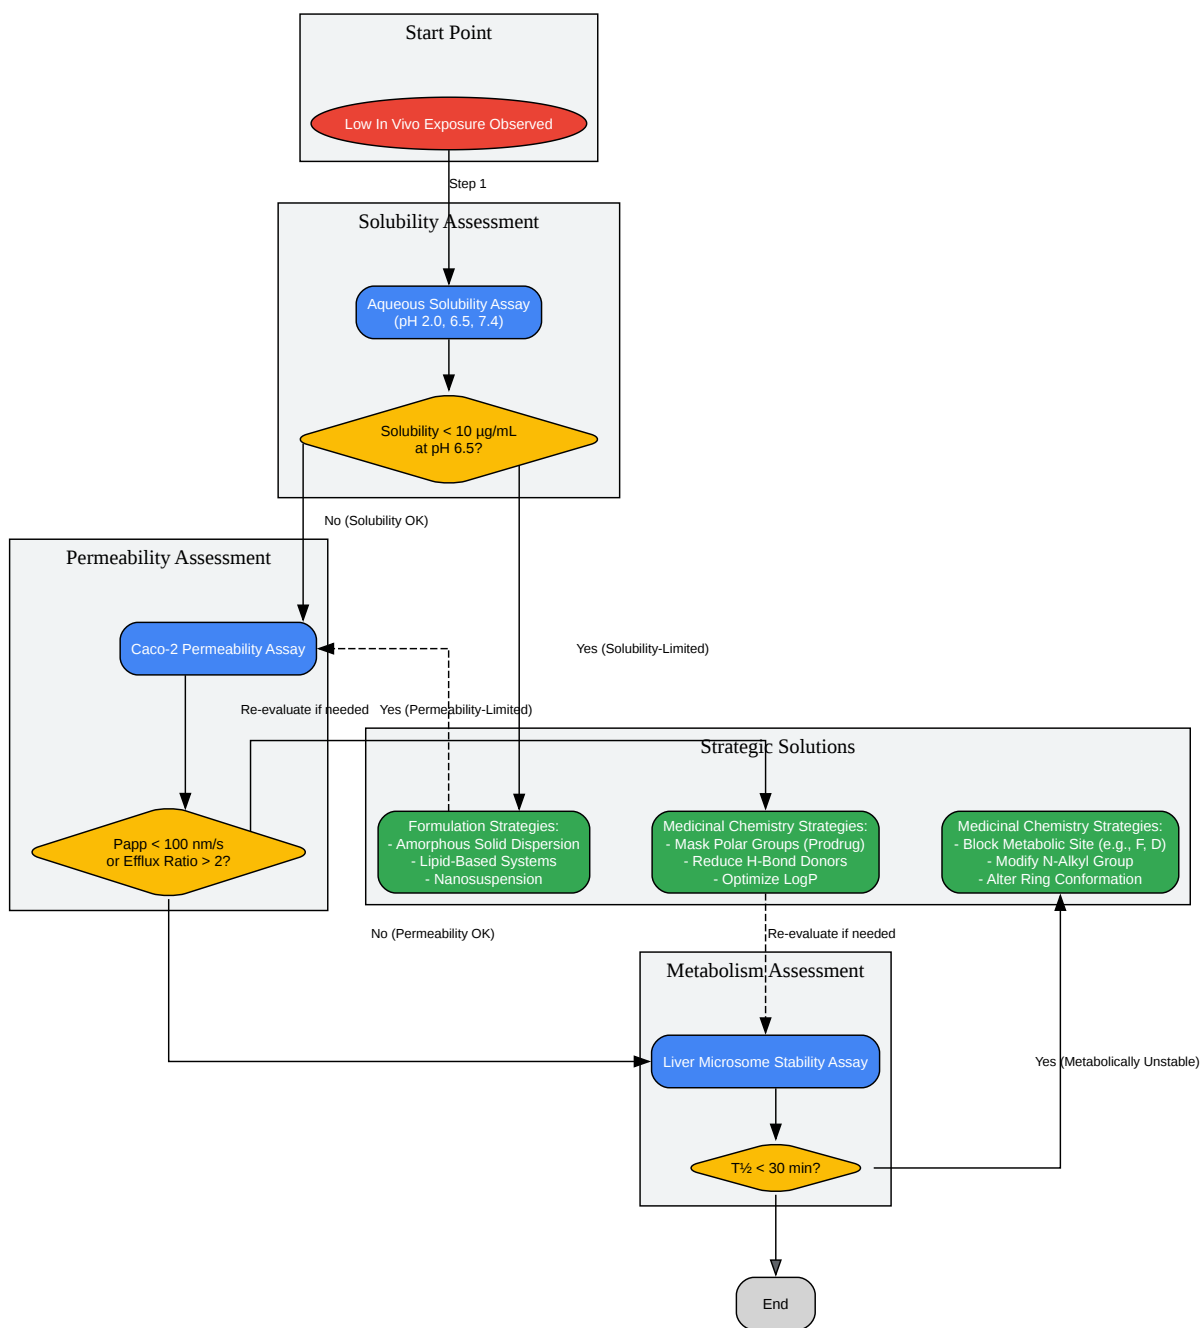 Start Point
Low In Vivo Exposure Observed
Step 1
Solubility Assessment
Aqueous Solubility Assay
(pH 2.0, 6.5, 7.4)
Solubility < 10 µg/mL
at pH 6.5?
No (Solubility OK)
Permeability Assessment
Caco-2 Permeability Assay
Yes (Solubility-Limited)
Re-evaluate if needed
Yes (Permeability-Limited)
Strategic Solutions
Papp < 100 nm/s
or Efflux Ratio > 2?
Formulation Strategies:
- Amorphous Solid Dispersion
- Lipid-Based Systems
- Nanosuspension
Medicinal Chemistry Strategies:
- Mask Polar Groups (Prodrug)
- Reduce H-Bond Donors
- Optimize LogP
Medicinal Chemistry Strategies:
- Block Metabolic Site (e.g., F, D)
- Modify N-Alkyl Group
- Alter Ring Conformation
No (Permeability OK)
Re-evaluate if needed
Metabolism Assessment
Liver Microsome Stability Assay
Yes (Metabolically Unstable)
T½ < 30 min?
End